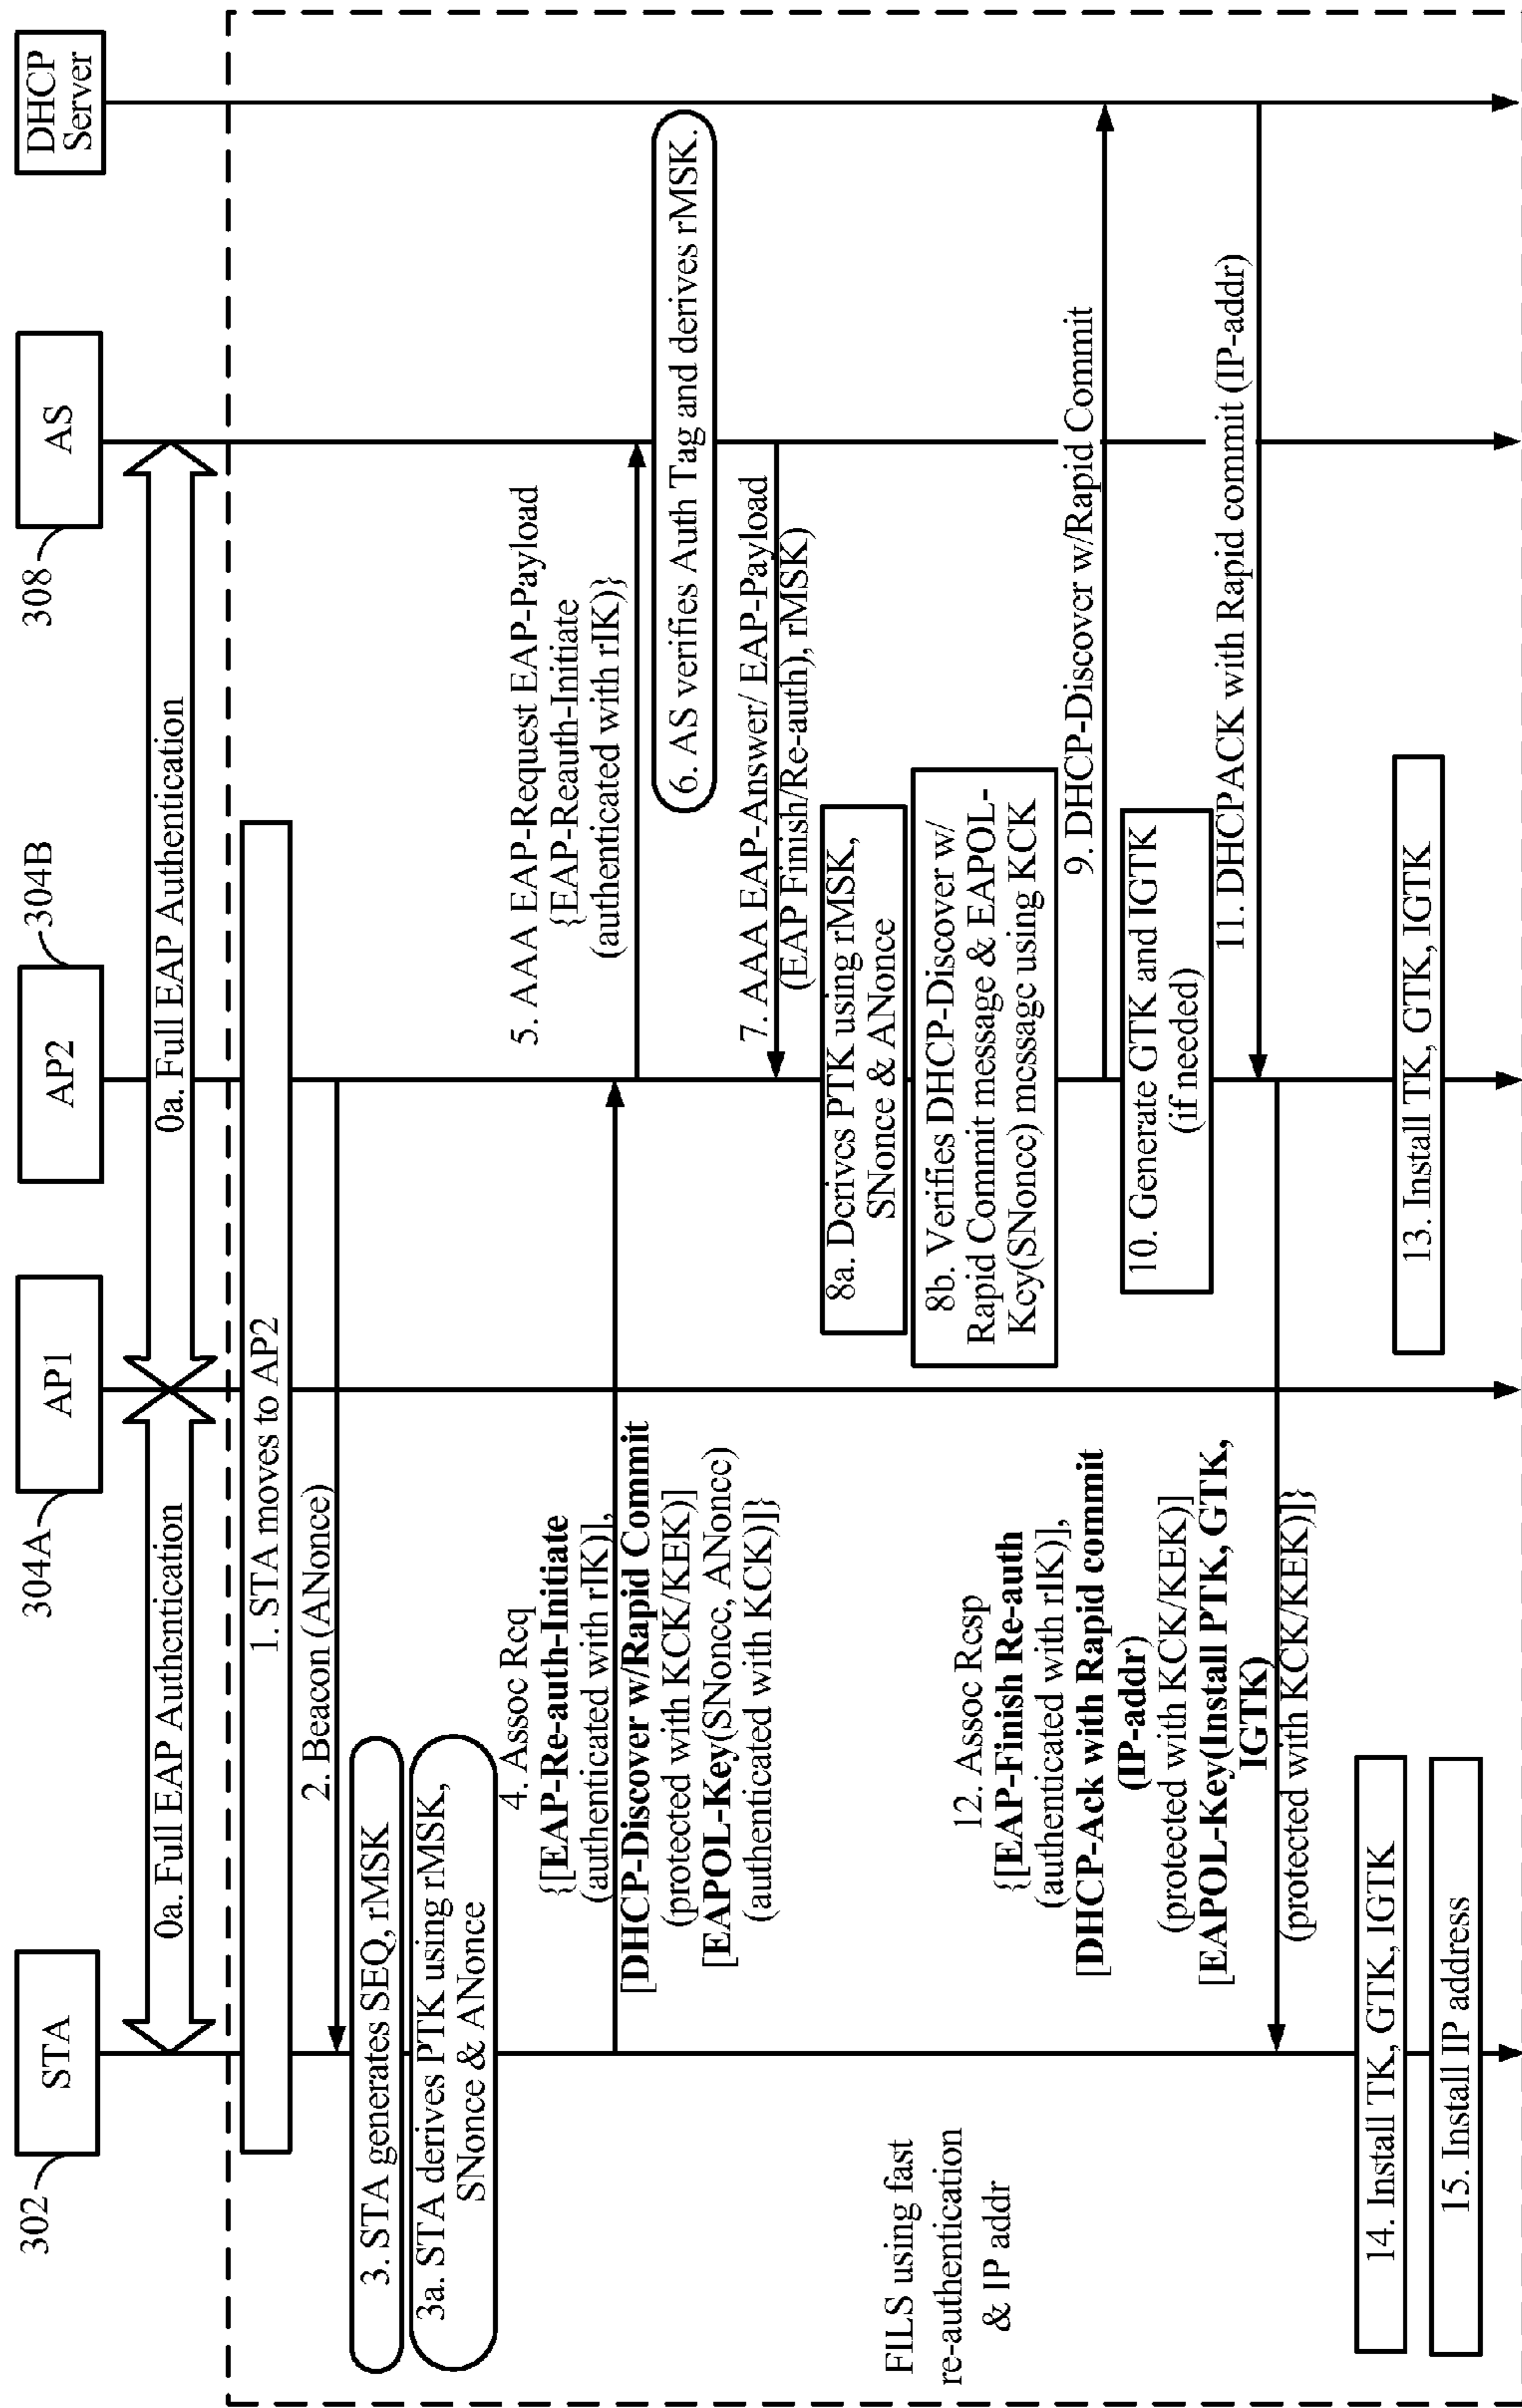 STA
302
AP1
304A
AP2
304B
AS
308
DHCP
Server
0a. Full EAP Authentication
0a. Full EAP Authentication
1. STA moves to AP2
2. Beacon (ANonce)
3. STA generates SEQ, rMSK
3a. STA derives PTK using rMSK,
SNonce & ANonce
4. Assoc Req
{[EAP-Re-auth-Initiate
(authenticated with rIK)],
[DHCP-Discover w/Rapid Commit
(protected with KCK/KEK)]
[EAPOL-Key(SNonce, ANonce)
(authenticated with KCK)]}
5. AAA EAP-Request EAP-Payload
{EAP-Reauth-Initiate
(authenticated with rIK)}
6. AS verifies Auth Tag and derives rMSK.
7. AAA EAP-Answer/ EAP-Payload
(EAP Finish/Re-auth), rMSK)
8a. Derives PTK using rMSK,
SNonce & ANonce
8b. Verifies DHCP-Discover w/
Rapid Commit message & EAPOL-
Key(SNonce) message using KCK
9. DHCP-Discover w/Rapid Commit
10. Generate GTK and IGTK
(if needed)
11. DHCPACK with Rapid commit (IP-addr)
FILS using fast
re-authentication
& IP addr
12. Assoc Resp
{[EAP-Finish Re-auth
(authenticated with rIK)],
[DHCP-Ack with Rapid commit
(IP-addr)
(protected with KCK/KEK)]
[EAPOL-Key(Install PTK, GTK,
IGTK)
(protected with KCK/KEK)]}
13. Install TK, GTK, IGTK
14. Install TK, GTK, IGTK
15. Install IP address